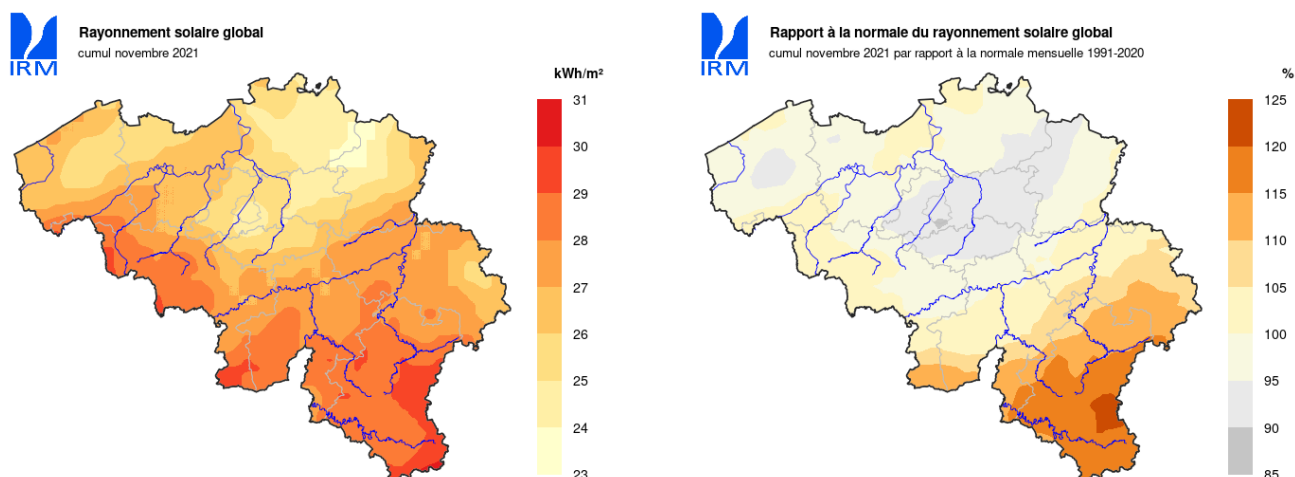 Rayonnement solaire global
cumul novembre 2021
IRM
kWh/m²
31
30
29
28
27
26
25
24
23
Rapport à la normale du rayonnement solaire global
cumul novembre 2021 par rapport à la normale mensuelle 1991-2020
IRM
%
125
120
115
110
105
100
95
90
85